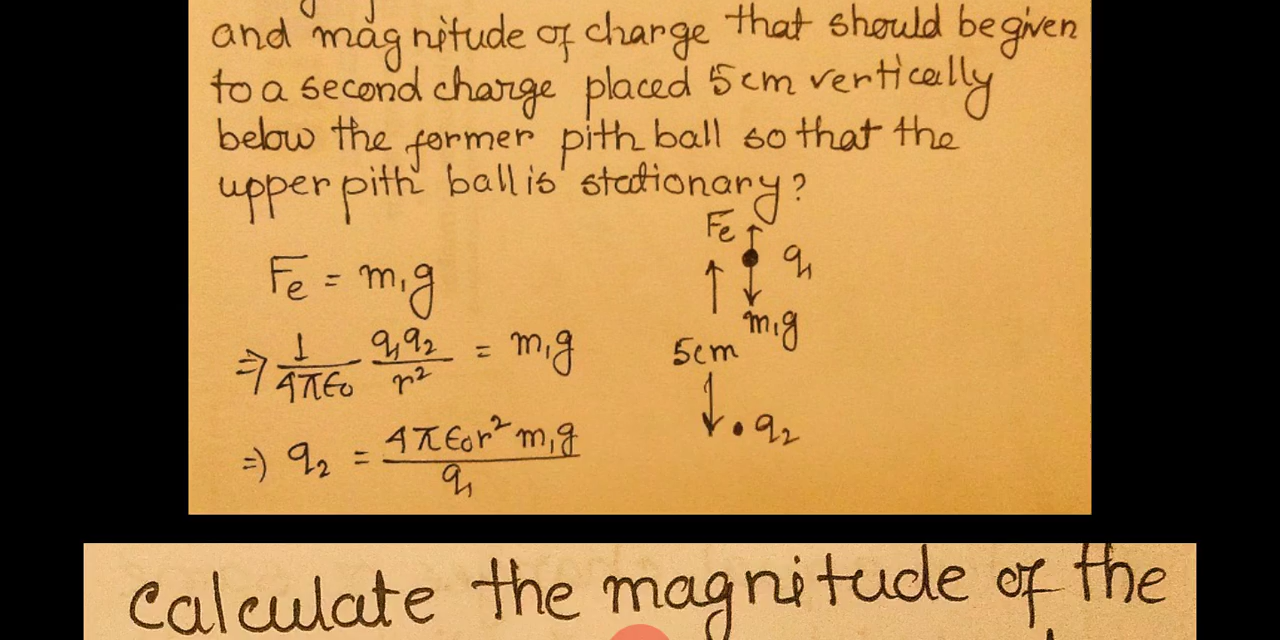 and magnitude of charge that should be given
to a second charge placed 5cm vertically
below the former pith ball so that the
upper pith ball is stationary?
Fe
q₁
Fe = m₁g
m₁g
⇒ 1/4πϵ₀ q₁q₂/r² = m₁g
5cm
q₂
⇒ q₂ = 4πϵ₀r² m₁g/q₁
Calculate the magnitude of the